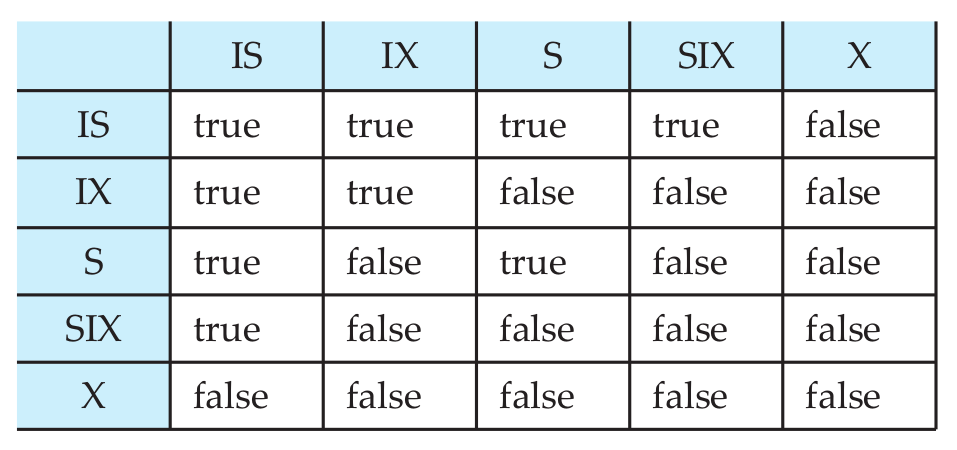 IS IX S SIX X
IS true true true true false
IX true true false false false
S true false true false false
SIX true false false false false
X false false false false false